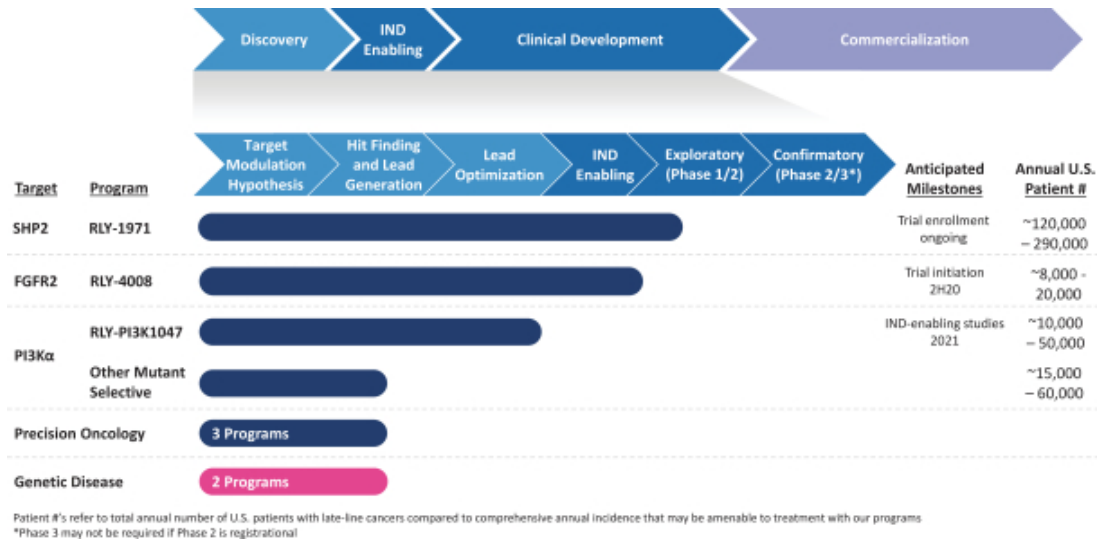 Discovery
IND
Enabling
Clinical Development
Commercialization
Target
Modulation
Hypothesis
Hit Finding
and Lead
Generation
Lead
Optimization
IND
Enabling
Exploratory
(Phase 1/2)
Confirmatory
(Phase 2/3*)
Target
Program
Anticipated
Milestones
Annual U.S.
Patient #
SHP2
RLY-1971
Trial enrollment
ongoing
~120,000
– 290,000
FGFR2
RLY-4008
Trial initiation
2H20
~8,000 -
20,000
PI3Kα
RLY-PI3K1047
IND-enabling studies
2021
~10,000
– 50,000
Other Mutant
Selective
~15,000
– 60,000
Precision Oncology
3 Programs
Genetic Disease
2 Programs
Patient #'s refer to total annual number of U.S. patients with late-line cancers compared to comprehensive annual incidence that may be amenable to treatment with our programs
*Phase 3 may not be required if Phase 2 is registrational